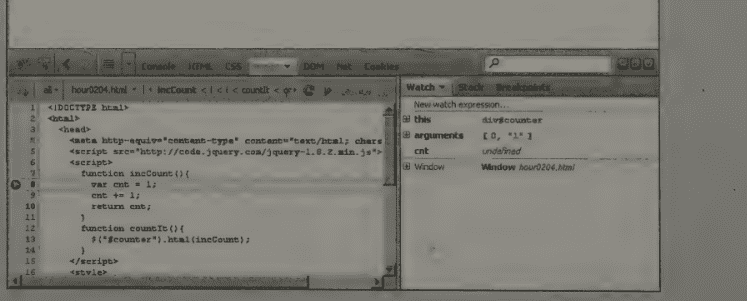 Console HTML CSS DOM Net Cookies
all hour0204.html incCount < countIt <
Watch Stack Breakpoints
New watch expression...
this div#counter
arguments [ 0, "1" ]
cnt undefined
Window Window hour0204.html
1 <!DOCTYPE html>
2 <html>
3 <head>
4 <meta http-equiv="content-type" content="text/html; chars
5 <script src="http://code.jquery.com/jquery-1.8.2.min.js">
6 <script>
7 function incCount(){
8 var cnt = 1;
9 cnt += 1;
10 return cnt;
11 }
12 function countIt(){
13 $("#counter").html(incCount);
14 }
15 </script>
16 <style>